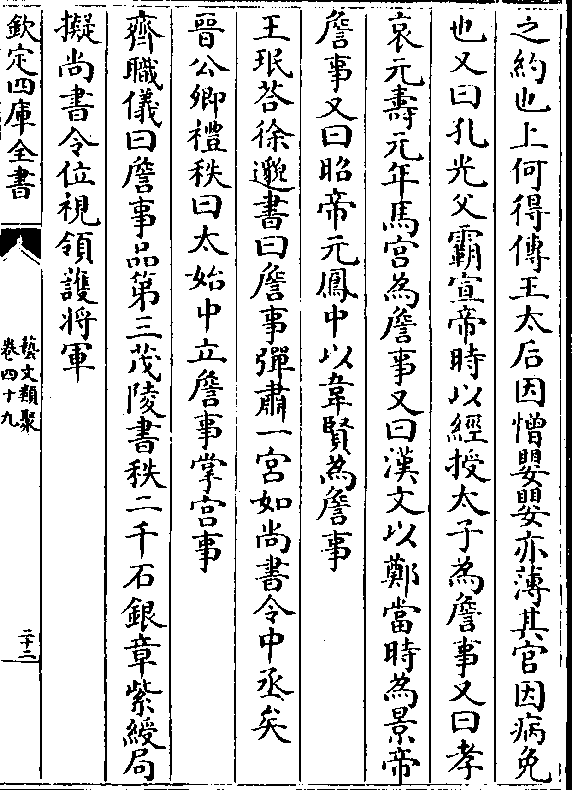 之約也上何得傳王太后因憎嬰嬰亦薄其官因病免
也又曰孔光父霸宣帝時以經授太子為詹事又曰孝
哀元壽元年馬宮為詹事又曰漢文以鄭當時為景帝
詹事又曰昭帝元鳳中以韋賢為詹事
王珉荅徐邈書曰詹事彈肅一宮如尚書令中丞矣
晉公卿禮秩曰太始中立詹事掌宮事
齊職儀曰詹事品第三茂陵書秩二千石銀章紫綬局
擬尚書令位視領護將軍
欽定四庫全書
藝文類聚
卷四十九
二十二